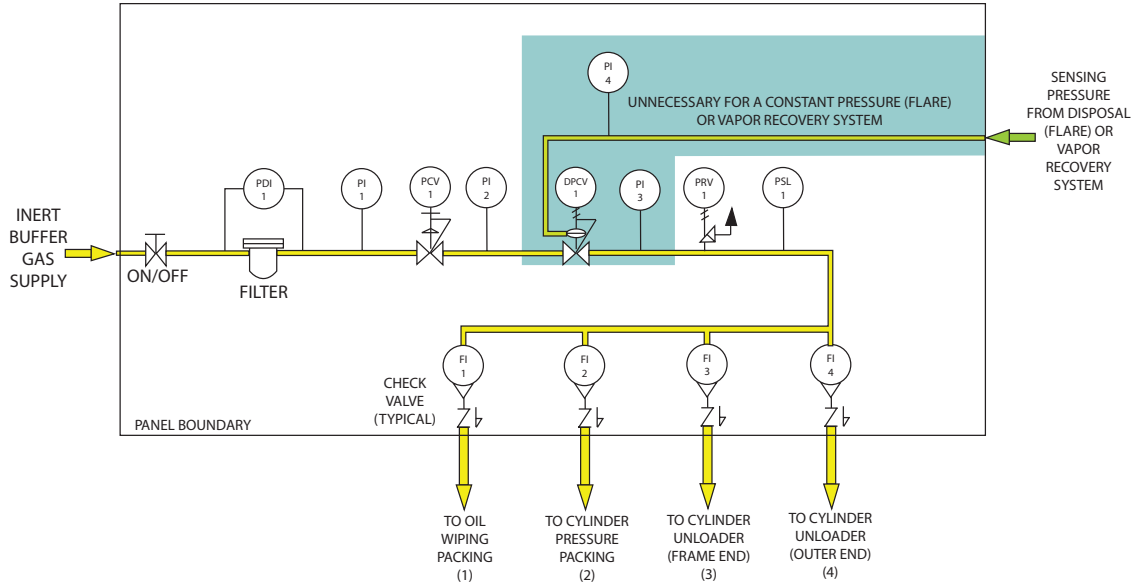 PI
4
UNNECESSARY FOR A CONSTANT PRESSURE (FLARE)
OR VAPOR RECOVERY SYSTEM
SENSING
PRESSURE
FROM DISPOSAL
(FLARE) OR
VAPOR
RECOVERY
SYSTEM
PDI
1
PI
1
PCV
1
PI
2
DPCV
1
PI
3
PRV
1
PSL
1
INERT
BUFFER
GAS
SUPPLY
ON/OFF
FILTER
FI
1
FI
2
FI
3
FI
4
CHECK
VALVE
(TYPICAL)
PANEL BOUNDARY
TO OIL
WIPING
PACKING
(1)
TO CYLINDER
PRESSURE
PACKING
(2)
TO CYLINDER
UNLOADER
(FRAME END)
(3)
TO CYLINDER
UNLOADER
(OUTER END)
(4)